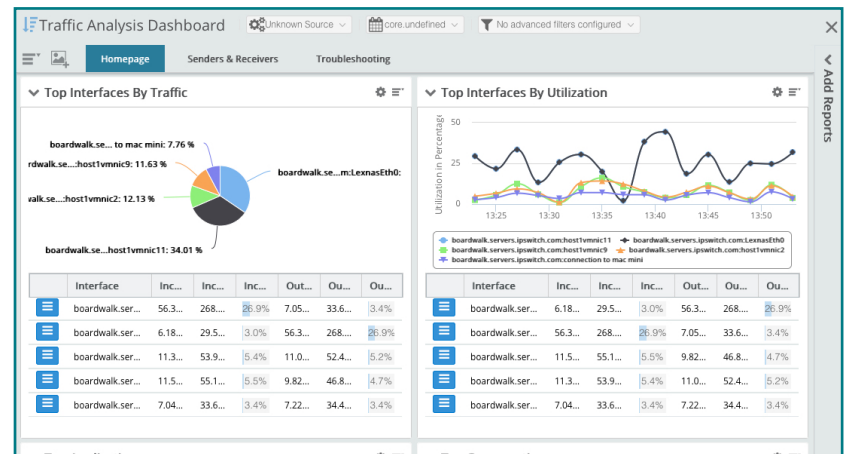 Traffic Analysis Dashboard
Unknown Source
core.undefined
No advanced filters configured
Homepage
Senders & Receivers
Troubleshooting
Add Reports
Top Interfaces By Traffic
boardwalk.se... to mac mini: 7.76 %
rdwalk.se...:host1vmnic9: 11.63 %
valk.se...:host1vmnic2: 12.13 %
boardwalk.se...m:LexnasEth0:
boardwalk.se...host1vmnic11: 34.01 %
Interface Inc... Inc... Inc... Out... Ou... Ou...
boardwalk.ser... 56.3... 268.... 26.9% 7.05... 33.6... 3.4%
boardwalk.ser... 6.18... 29.5... 3.0% 56.3... 268.... 26.9%
boardwalk.ser... 11.3... 53.9... 5.4% 11.0... 52.4... 5.2%
boardwalk.ser... 11.5... 55.1... 5.5% 9.82... 46.8... 4.7%
boardwalk.ser... 7.04... 33.6... 3.4% 7.22... 34.4... 3.4%
Top Interfaces By Utilization
Utilization in Percentage
50
25
0
13:25 13:30 13:35 13:40 13:45 13:50
boardwalk.servers.ipswitch.com:host1vmnic11 boardwalk.servers.ipswitch.com:LexnasEth0
boardwalk.servers.ipswitch.com:host1vmnic9 boardwalk.servers.ipswitch.com:host1vmnic2
boardwalk.servers.ipswitch.com:connection to mac mini
Interface Inc... Inc... Inc... Out... Ou... Ou...
boardwalk.ser... 6.18... 29.5... 3.0% 56.3... 268.... 26.9%
boardwalk.ser... 56.3... 268.... 26.9% 7.05... 33.6... 3.4%
boardwalk.ser... 11.5... 55.1... 5.5% 9.82... 46.8... 4.7%
boardwalk.ser... 11.3... 53.9... 5.4% 11.0... 52.4... 5.2%
boardwalk.ser... 7.04... 33.6... 3.4% 7.22... 34.4... 3.4%